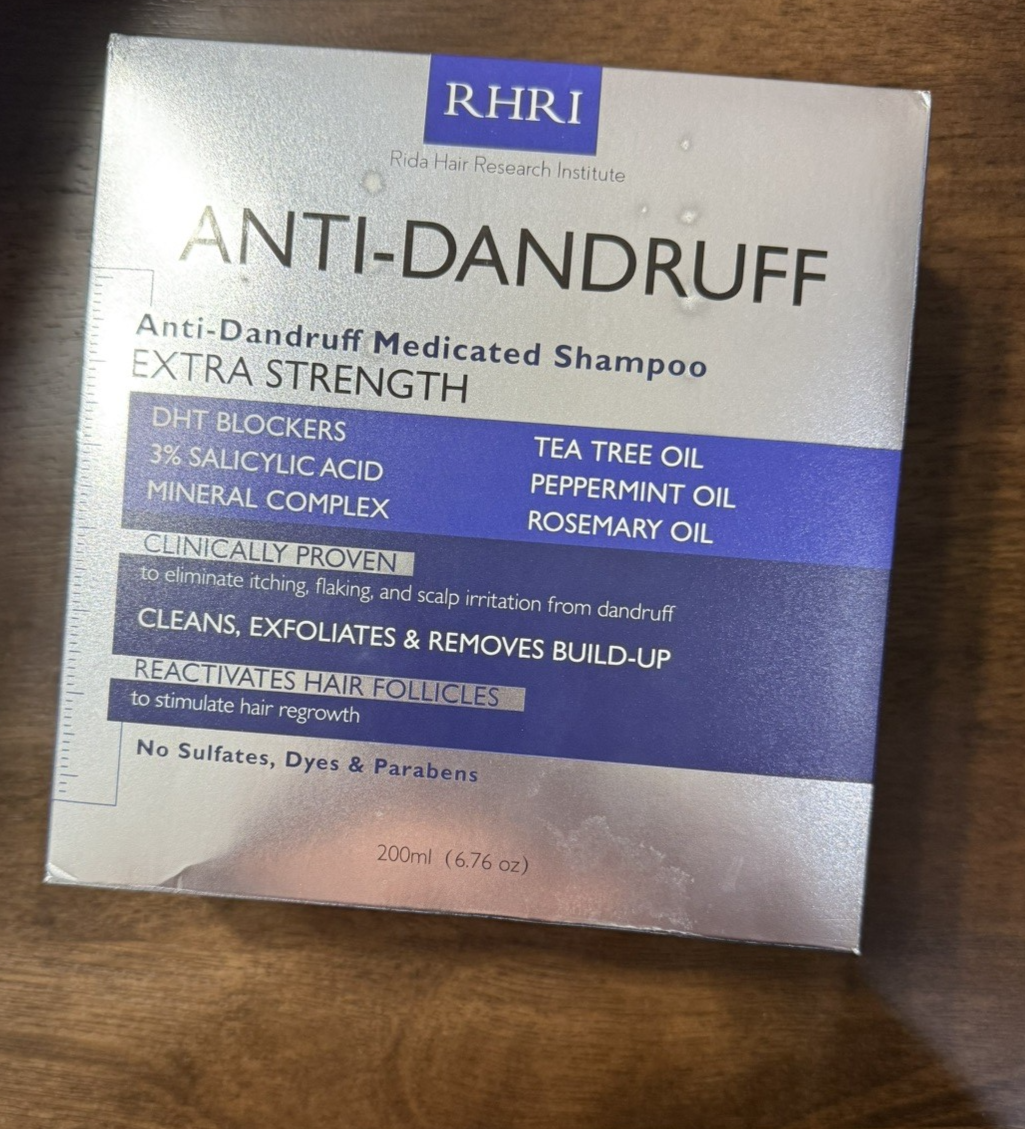 RHRI
Rida Hair Research Institute
ANTI-DANDRUFF
Anti-Dandruff Medicated Shampoo
EXTRA STRENGTH
DHT BLOCKERS
3% SALICYLIC ACID
MINERAL COMPLEX
TEA TREE OIL
PEPPERMINT OIL
ROSEMARY OIL
CLINICALLY PROVEN
to eliminate itching, flaking, and scalp irritation from dandruff
CLEANS, EXFOLIATES & REMOVES BUILD-UP
REACTIVATES HAIR FOLLICLES
to stimulate hair regrowth
No Sulfates, Dyes & Parabens
200ml (6.76 oz)